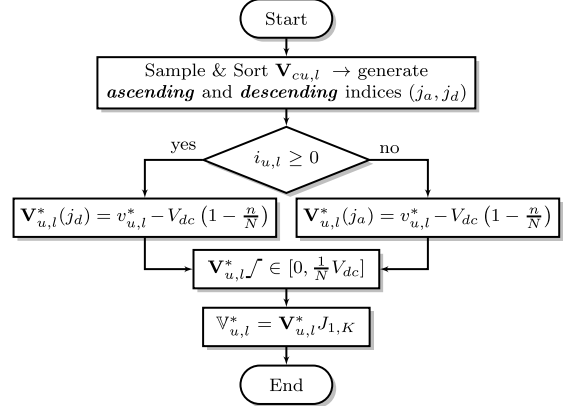 Start
Sample & Sort V_{cu,l} → generate
ascending and descending indices (j_a, j_d)
yes
no
i_{u,l} ≥ 0
V*_{u,l}(j_d) = v*_{u,l} − V_{dc} (1 − n/N)
V*_{u,l}(j_a) = v*_{u,l} − V_{dc} (1 − n/N)
V*_{u,l} ∈ [0, 1/N V_{dc}]
𝕍*_{u,l} = V*_{u,l} J_{1,K}
End